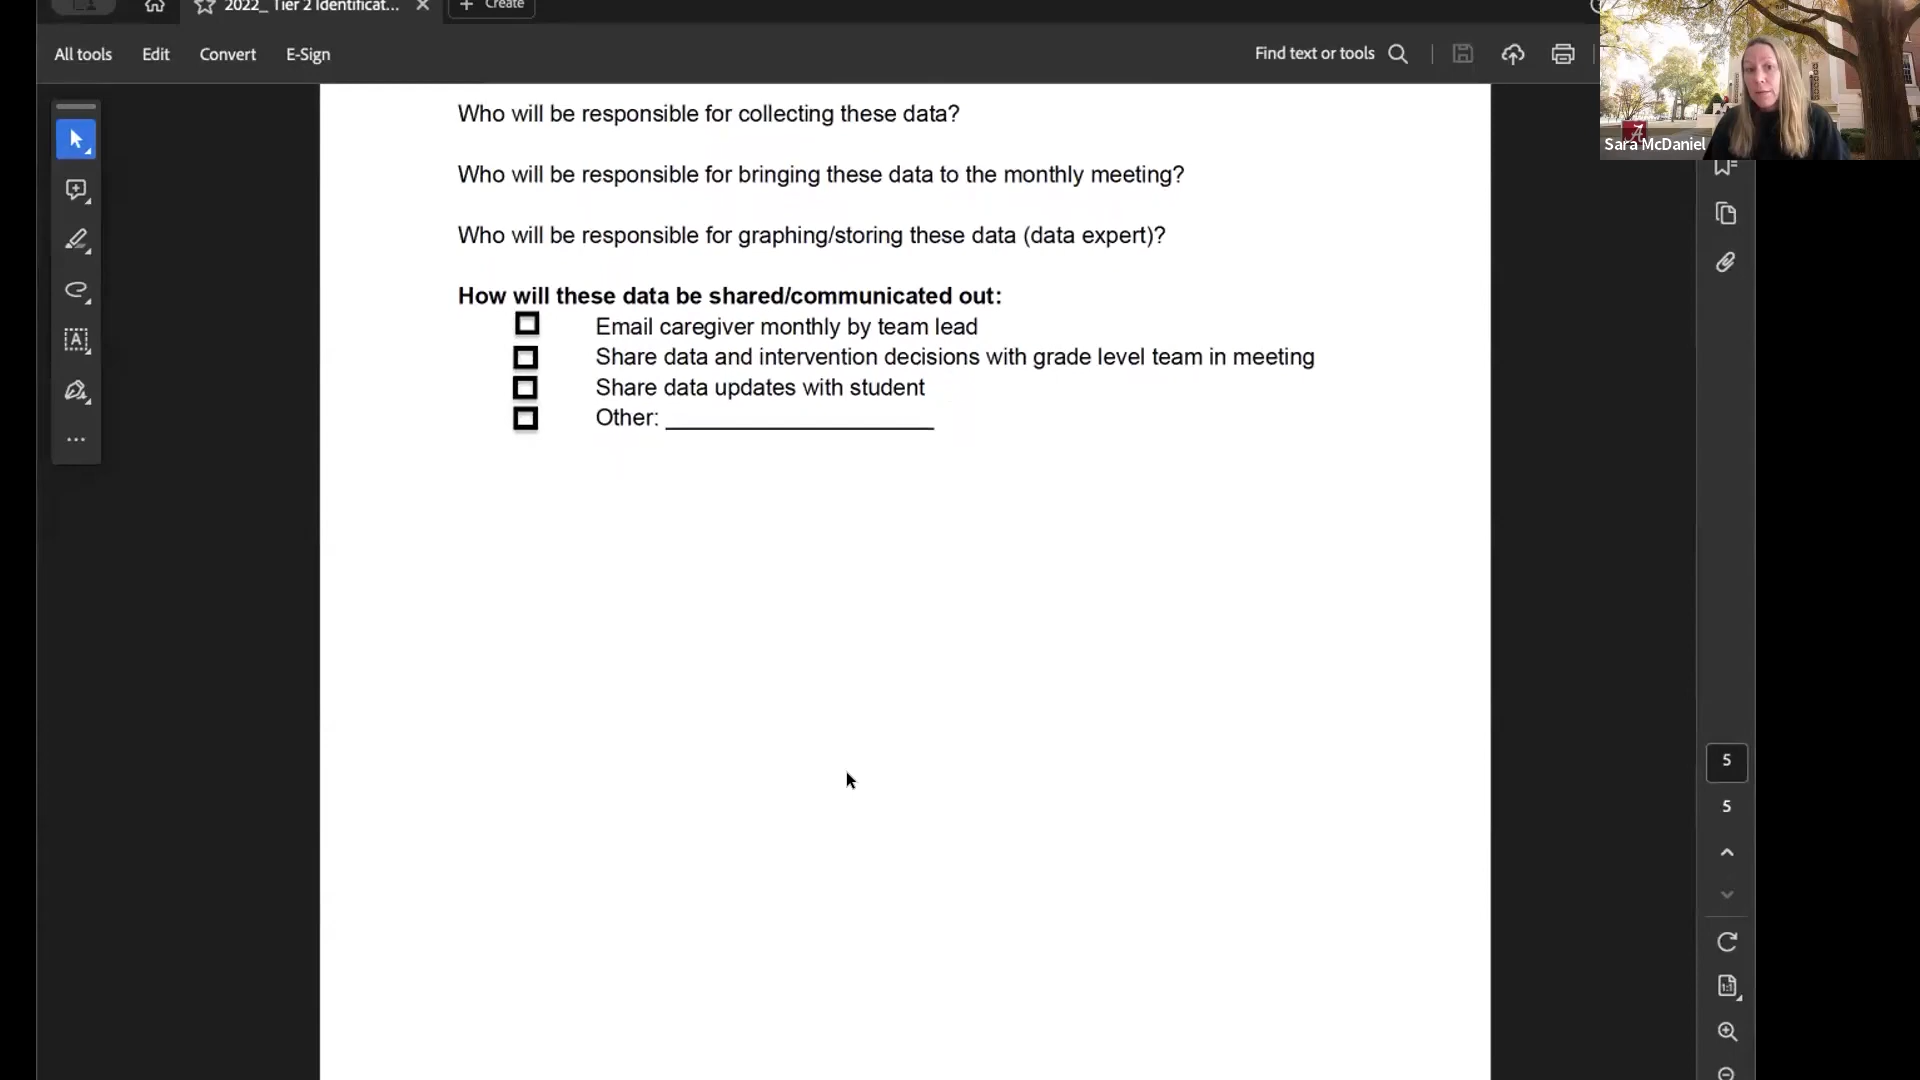 2022_ Tier 2 Identificat...
Create
All tools
Edit
Convert
E-Sign
Find text or tools
Sara McDaniel
Who will be responsible for collecting these data?
Who will be responsible for bringing these data to the monthly meeting?
Who will be responsible for graphing/storing these data (data expert)?
How will these data be shared/communicated out:
Email caregiver monthly by team lead
Share data and intervention decisions with grade level team in meeting
Share data updates with student
Other: ______________________
5
5